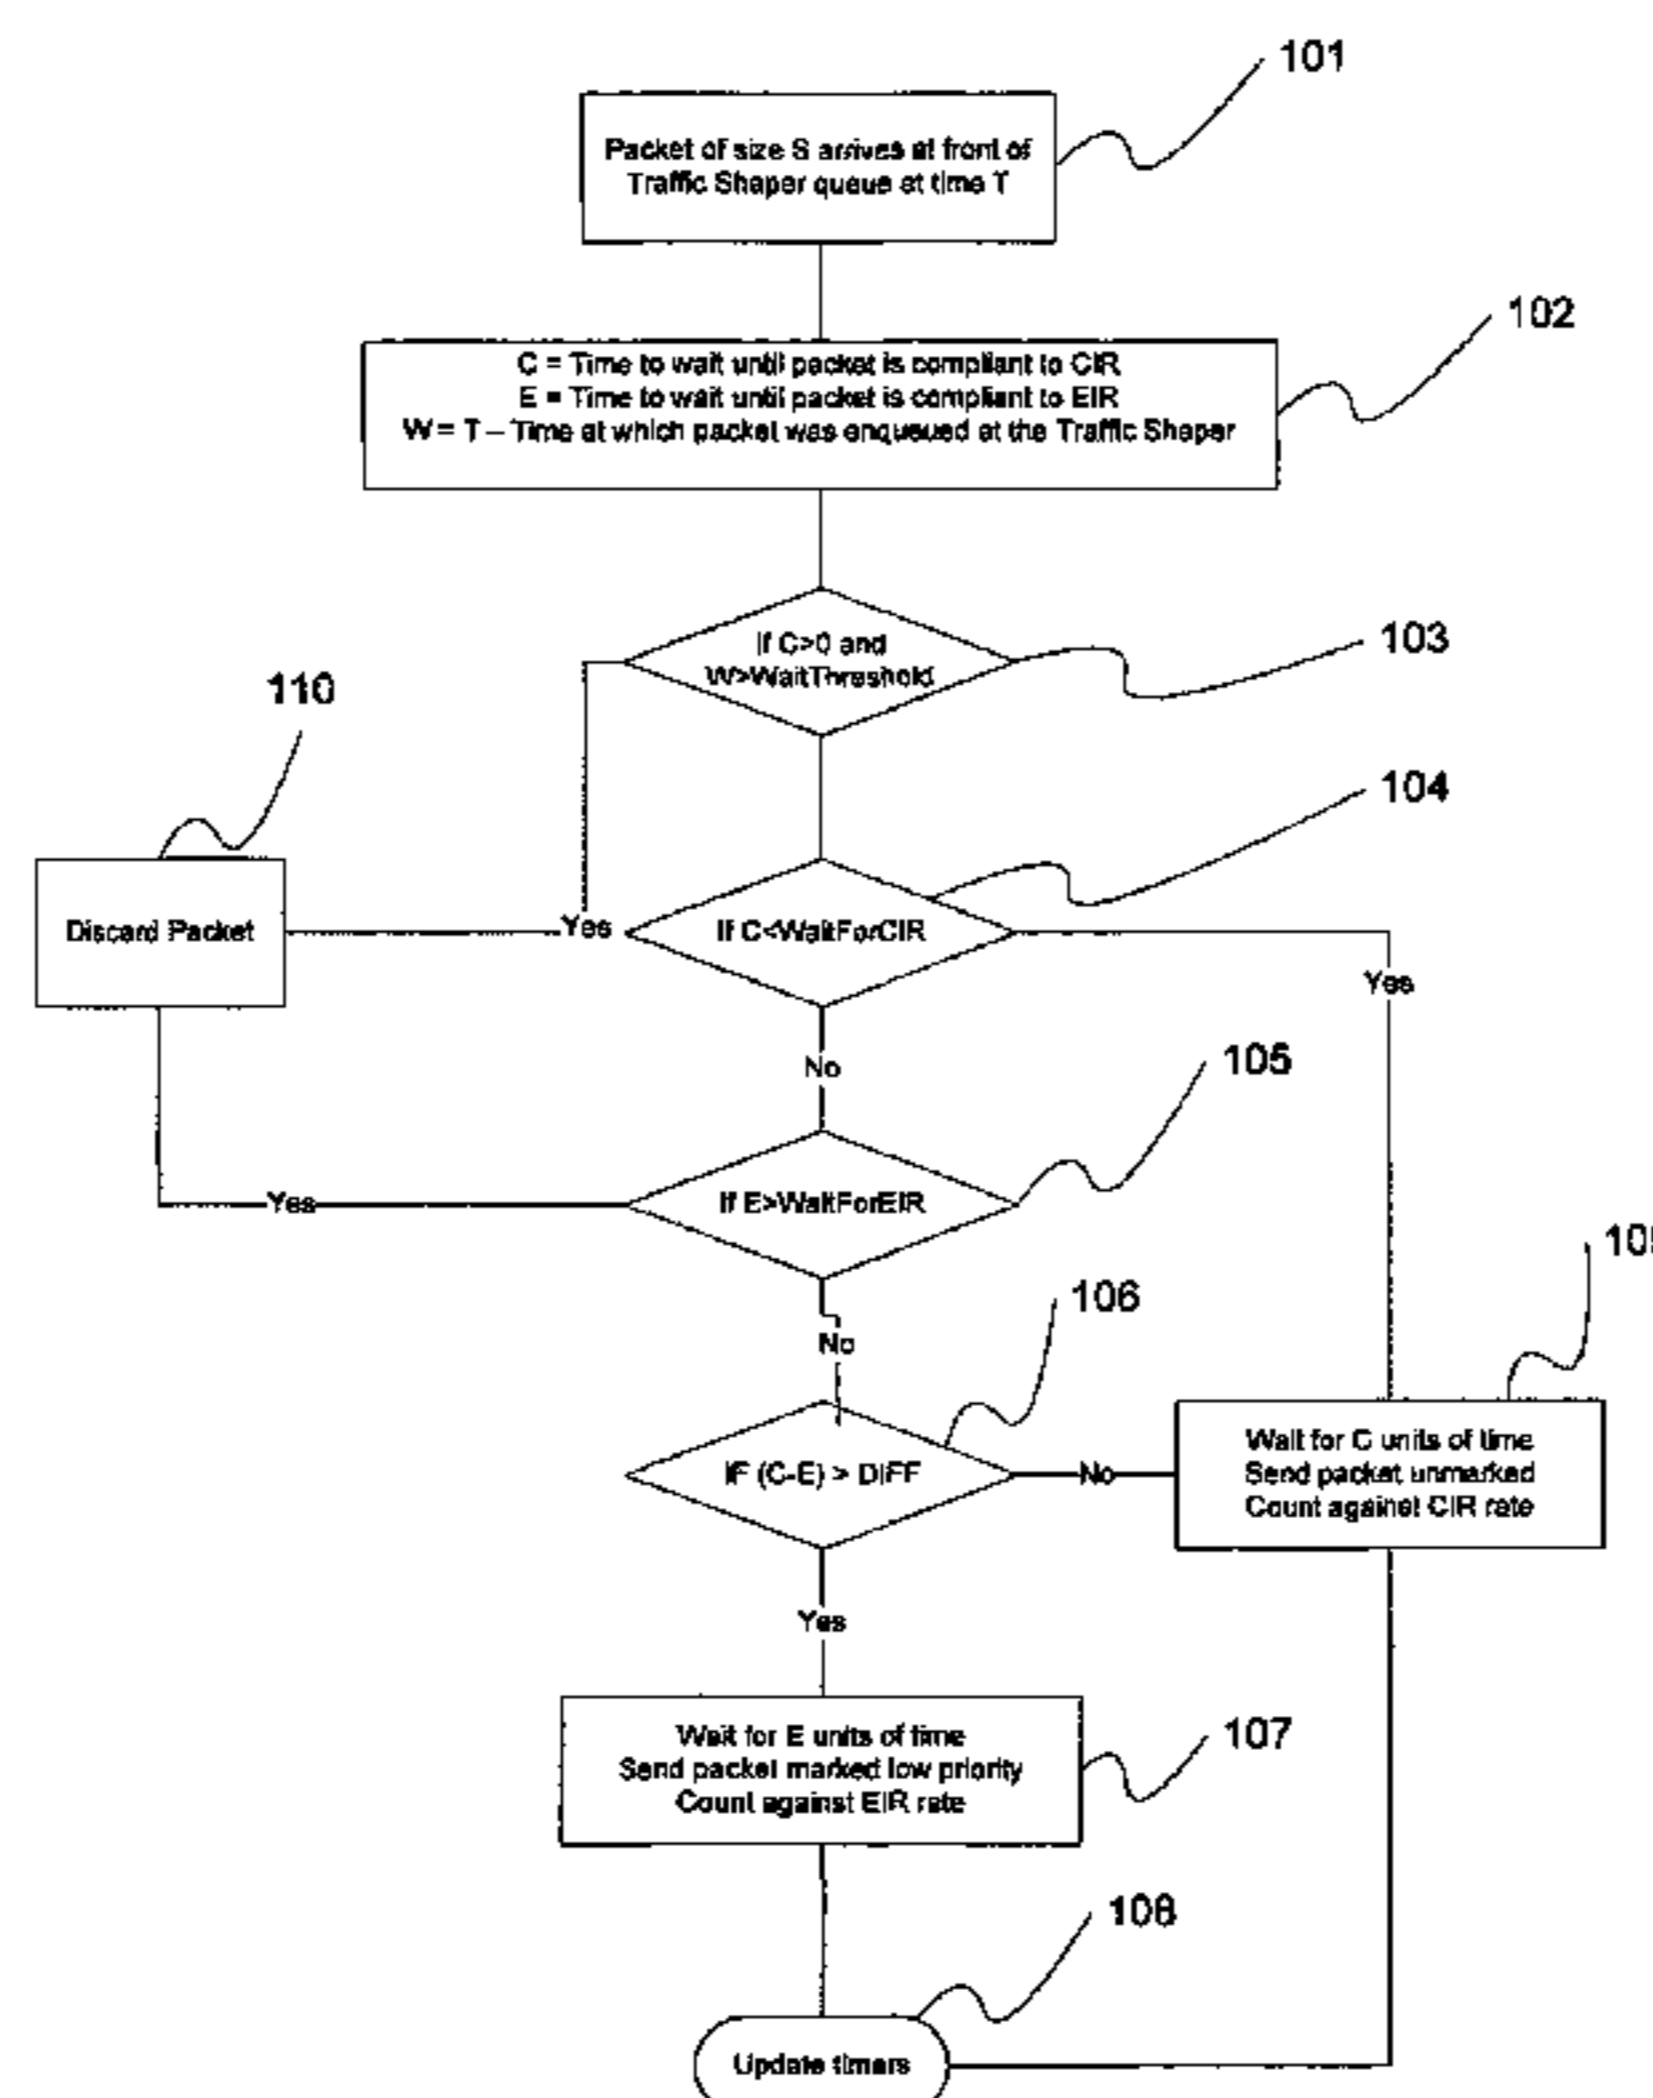 101
Packet of size S arrives at front of
Traffic Shaper queue at time T
102
C = Time to wait until packet is compliant to CIR
E = Time to wait until packet is compliant to EIR
W = T – Time at which packet was enqueued at the Traffic Shaper
If C>0 and
W>WaitThreshold
103
110
104
Discard Packet
Yes
If C<WaitForCIR
Yes
No
105
If E>WaitForEIR
Yes
No
106
IF (C-E) > DIFF
No
Wait for C units of time
Send packet unmarked
Count against CIR rate
Yes
Wait for E units of time
Send packet marked low priority
Count against EIR rate
107
108
Update timers